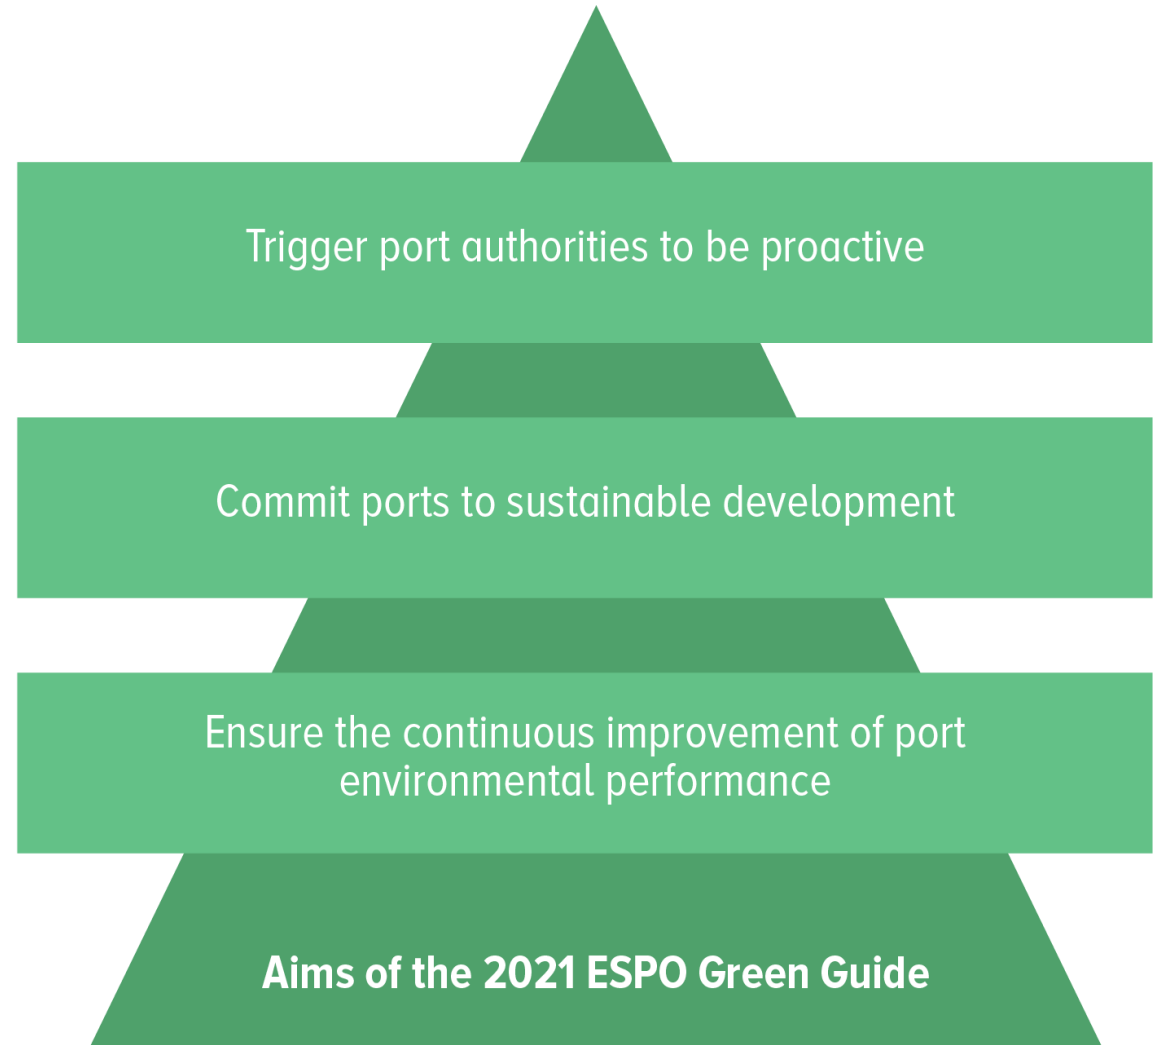 Trigger port authorities to be proactive
Commit ports to sustainable development
Ensure the continuous improvement of port
environmental performance
Aims of the 2021 ESPO Green Guide